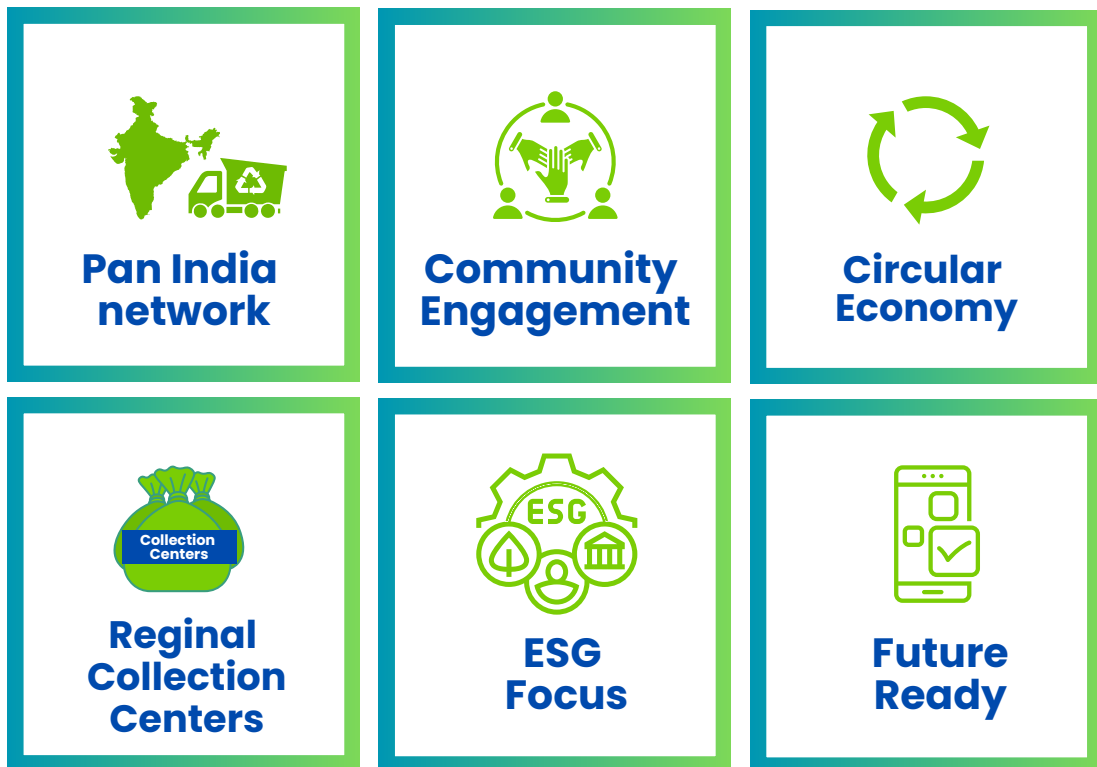 Pan India
network
Community
Engagement
Circular
Economy
Collection
Centers
Reginal
Collection
Centers
ESG
ESG
Focus
Future
Ready